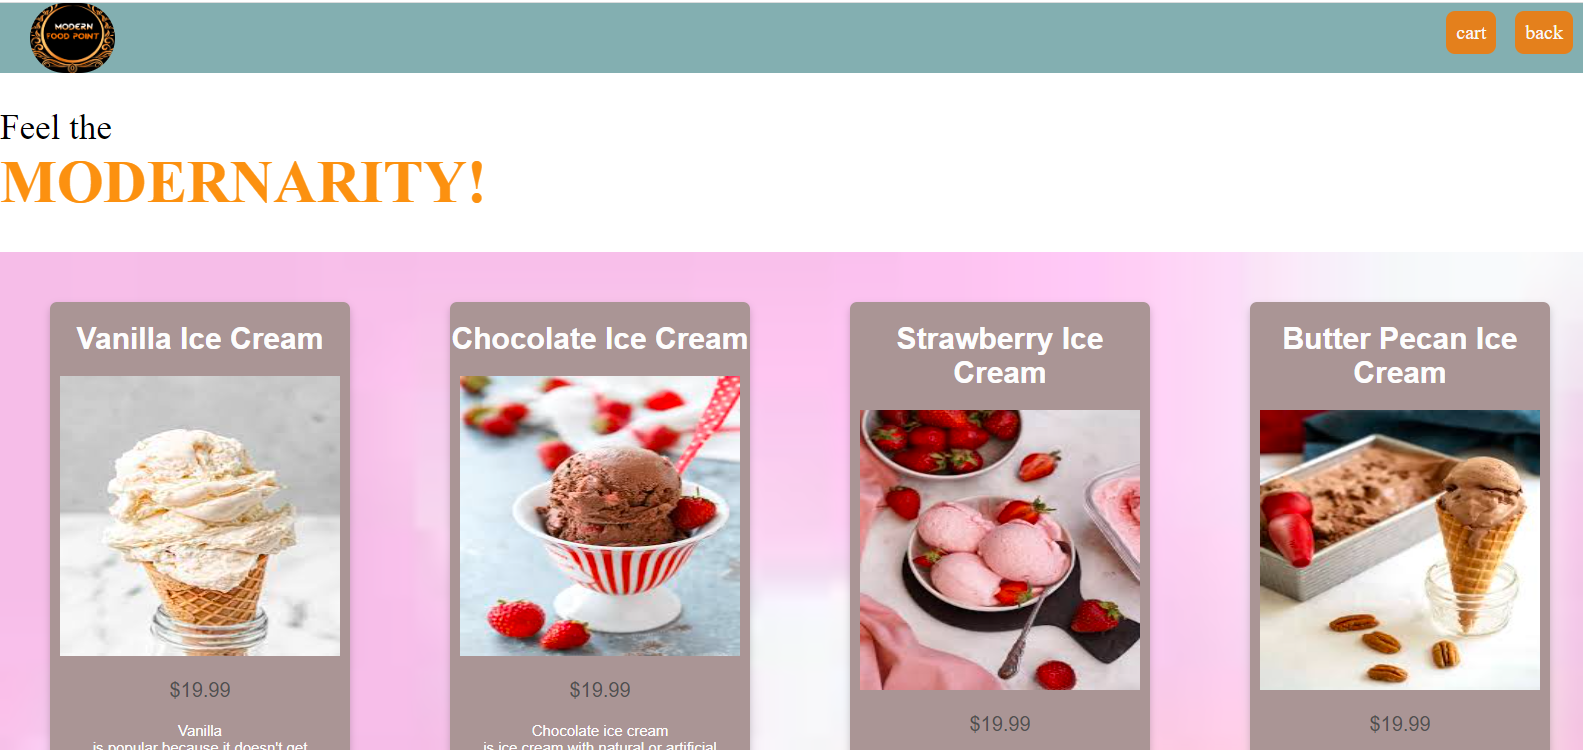 MODERN
FOOD POINT
cart
back
Feel the
MODERNARITY!
Vanilla Ice Cream
Chocolate Ice Cream
Strawberry Ice
Cream
Butter Pecan Ice
Cream
$19.99
$19.99
$19.99
$19.99
Vanilla
is popular because it doesn't get
Chocolate ice cream
is ice cream with natural or artificial